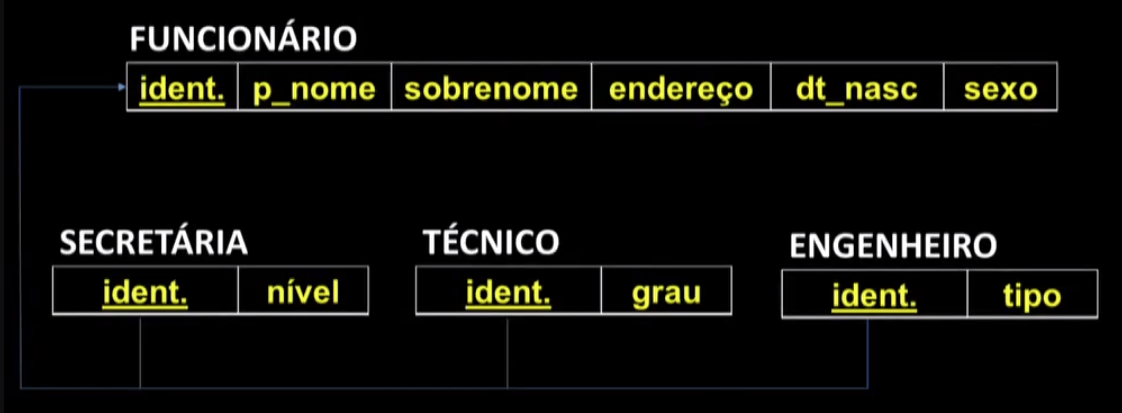 FUNCIONÁRIO
ident. p_nome sobrenome endereço dt_nasc sexo
SECRETÁRIA TÉCNICO ENGENHEIRO
ident. nível ident. grau ident. tipo